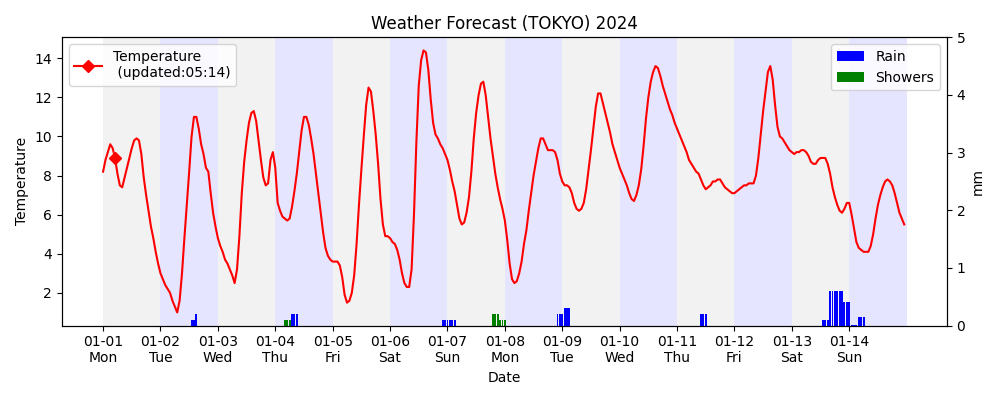 Weather Forecast (TOKYO) 2024
Temperature
(updated:05:14)
Rain
Showers
Temperature
14
12
10
8
6
4
2
5
4
3
2
1
0
mm
01-01 01-02 01-03 01-04 01-05 01-06 01-07 01-08 01-09 01-10 01-11 01-12 01-13 01-14
Mon Tue Wed Thu Fri Sat Sun Mon Tue Wed Thu Fri Sat Sun
Date